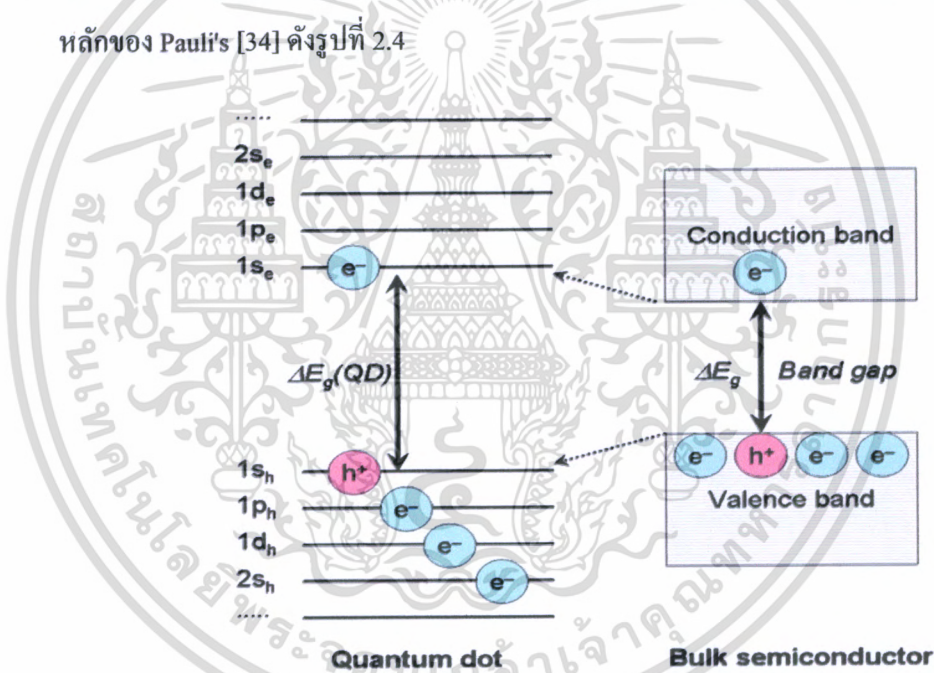 หลักของ Pauli's [34] ดังรูปที่ 2.4
.....
2sₑ
1dₑ
1pₑ
1sₑ
e⁻
ΔE_g(QD)
1sₕ
h⁺
1pₕ
e⁻
1dₕ
e⁻
2sₕ
e⁻
.....
Quantum dot
Conduction band
e⁻
ΔE_g Band gap
e⁻ h⁺ e⁻ e⁻
Valence band
Bulk semiconductor